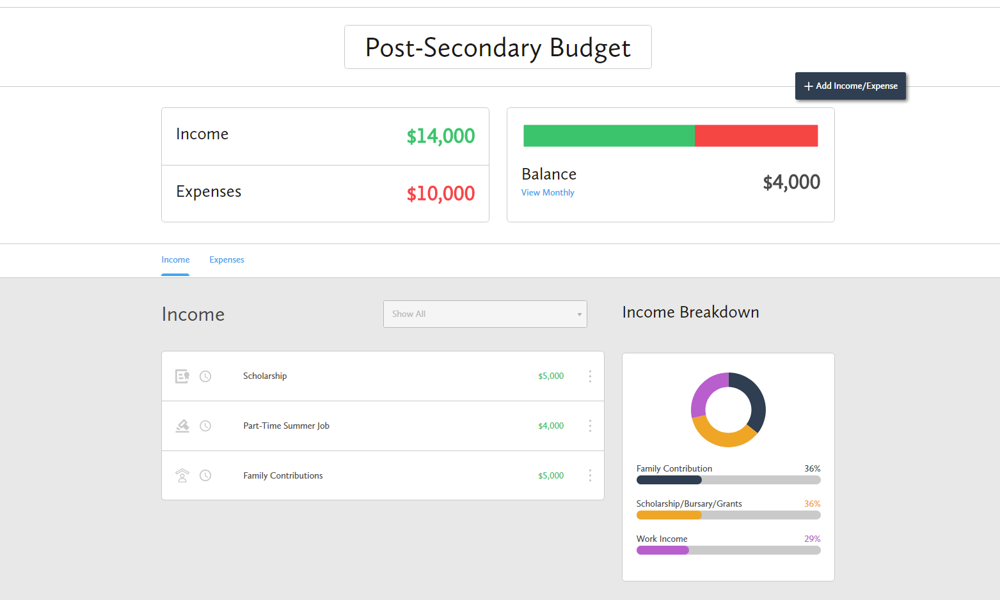 Post-Secondary Budget
Add Income/Expense
Income
$14,000
Expenses
$10,000
Balance
View Monthly
$4,000
Income
Expenses
Income
Show All
Income Breakdown
Scholarship
$5,000
Part-Time Summer Job
$4,000
Family Contributions
$5,000
Family Contribution
36%
Scholarship/Bursary/Grants
36%
Work Income
29%